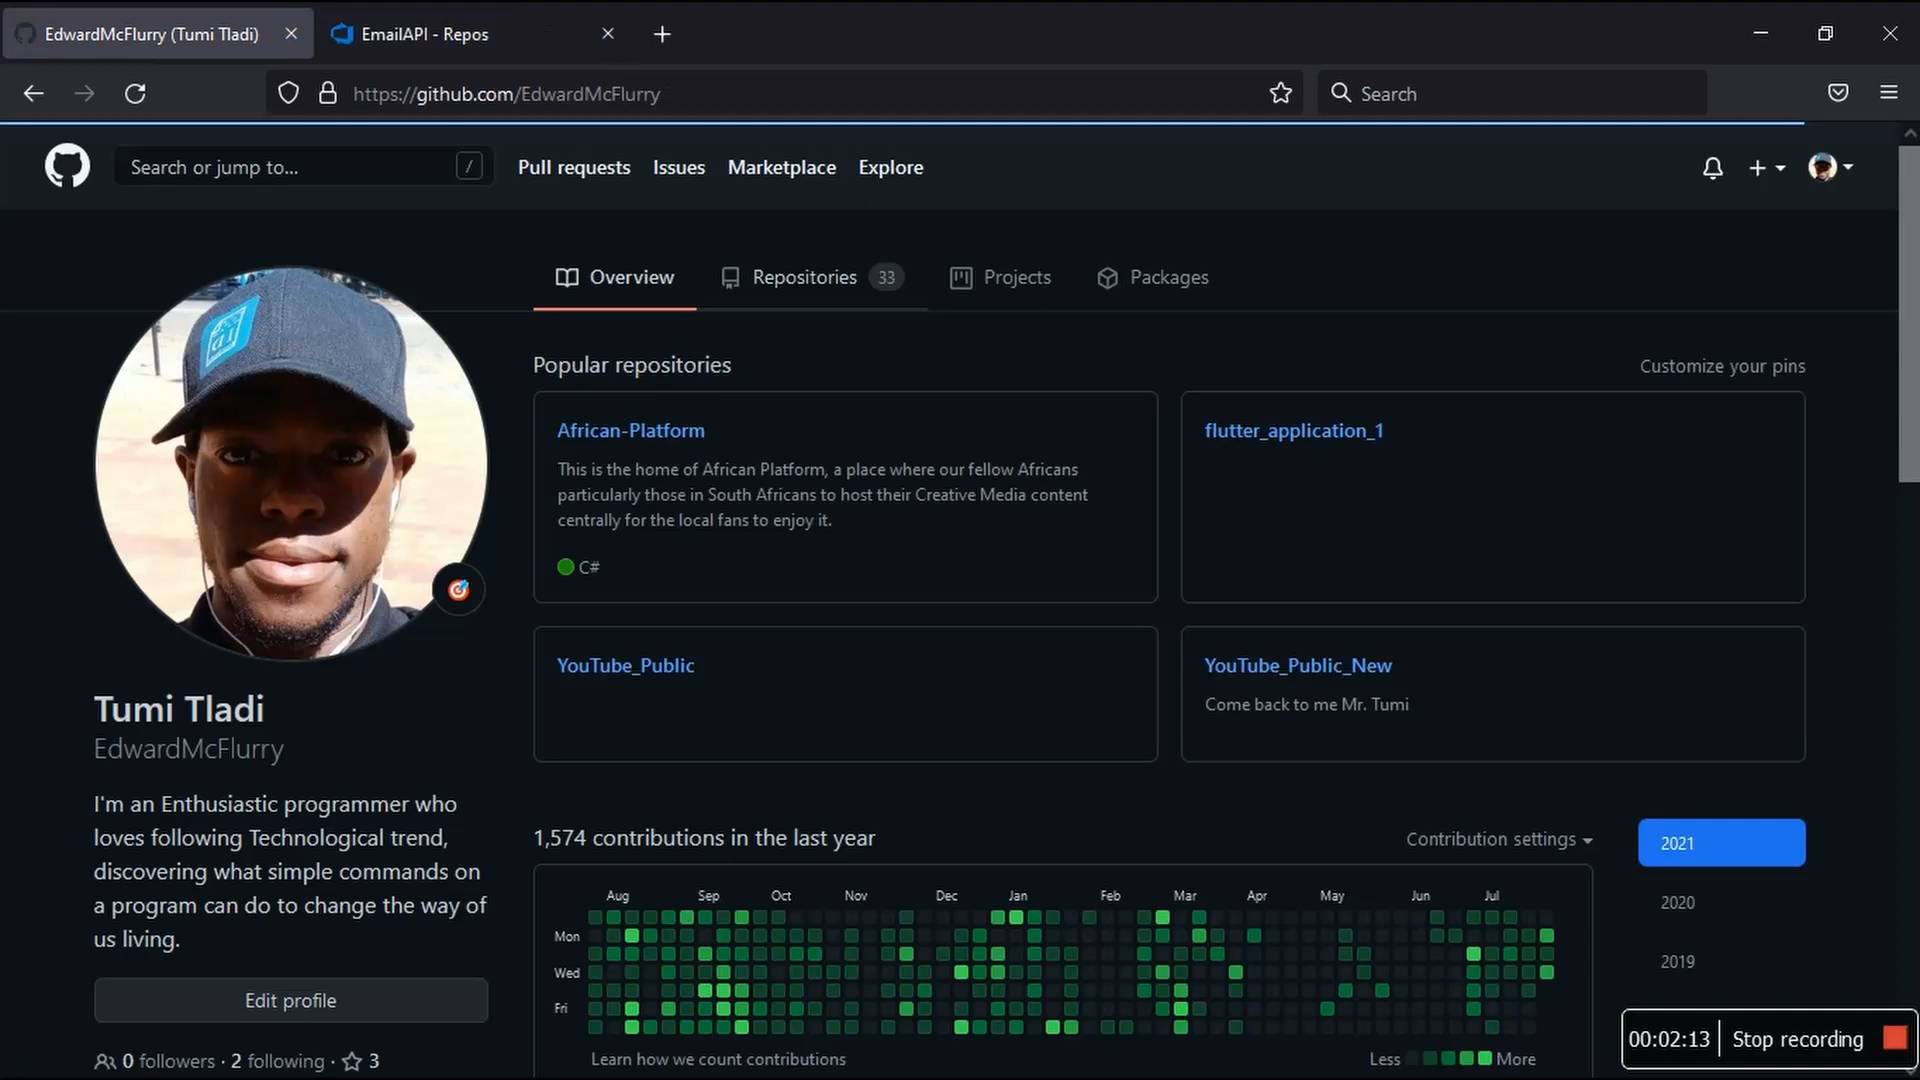 EdwardMcFlurry (Tumi Tladi)
EmailAPI - Repos
https://github.com/EdwardMcFlurry
Search
Search or jump to...
/
Pull requests
Issues
Marketplace
Explore
Overview
Repositories 33
Projects
Packages
Popular repositories
Customize your pins
African-Platform
This is the home of African Platform, a place where our fellow Africans
particularly those in South Africans to host their Creative Media content
centrally for the local fans to enjoy it.
C#
flutter_application_1
YouTube_Public
YouTube_Public_New
Come back to me Mr. Tumi
Tumi Tladi
EdwardMcFlurry
I'm an Enthusiastic programmer who
loves following Technological trend,
discovering what simple commands on
a program can do to change the way of
us living.
Edit profile
0 followers · 2 following · 3
1,574 contributions in the last year
Contribution settings
2021
2020
2019
Aug Sep Oct Nov Dec Jan Feb Mar Apr May Jun Jul
Mon
Wed
Fri
Learn how we count contributions
Less More
00:02:13 Stop recording